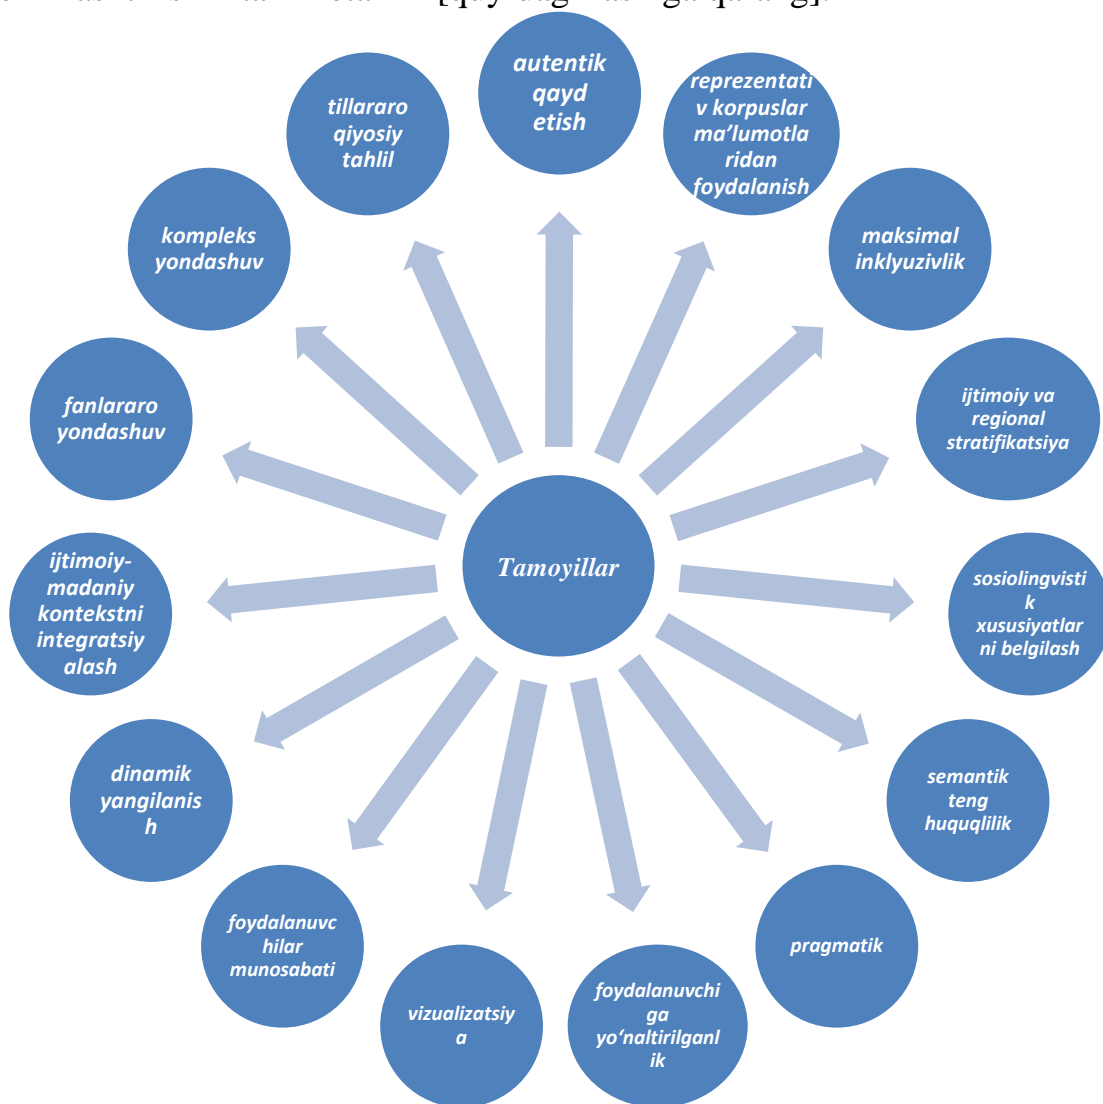 [quyidagi
autentik
qayd
etish
reprezentati
v korpuslar
ma’lumotla
ridan
foydalanish
maksimal
inklyuzivlik
ijtimoiy va
regional
stratifikatsiya
sosiolingvisti
k
xususiyatlar
ni belgilash
semantik
teng
huquqlilik
pragmatik
foydalanuvchi
ga
yo‘naltirilganl
ik
vizualizatsiy
a
foydalanuvc
hilar
munosabati
dinamik
yangilanis
h
ijtimoiy-
madaniy
kontekstni
integratsiy
alash
fanlararo
yondashuv
kompleks
yondashuv
tillararo
qiyosiy
tahlil
Tamoyillar